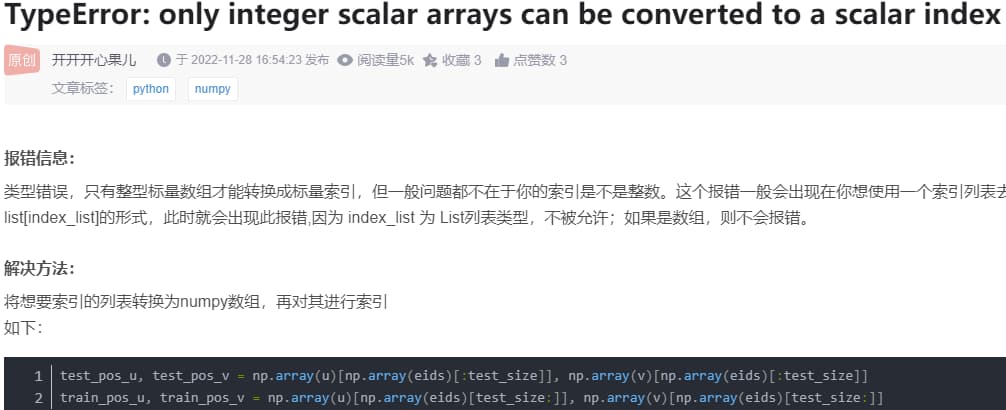 TypeError: only integer scalar arrays can be converted to a scalar index
原创 开开开心果儿 于 2022-11-28 16:54:23 发布 阅读量5k 收藏 3 点赞数 3
文章标签: python numpy
报错信息:
类型错误，只有整型标量数组才能转换成标量索引，但一般问题都不在于你的索引是不是整数。这个报错一般会出现在你想使用一个索引列表去
list[index_list]的形式，此时就会出现此报错,因为 index_list 为 List列表类型，不被允许；如果是数组，则不会报错。
解决方法:
将想要索引的列表转换为numpy数组，再对其进行索引
如下:
1 test_pos_u, test_pos_v = np.array(u)[np.array(eids)[:test_size]], np.array(v)[np.array(eids)[:test_size]]
2 train_pos_u, train_pos_v = np.array(u)[np.array(eids)[test_size:]], np.array(v)[np.array(eids)[test_size:]]